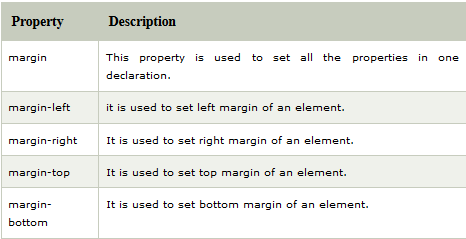 Property Description
margin This property is used to set all the properties in one
declaration.
margin-left it is used to set left margin of an element.
margin-right It is used to set right margin of an element.
margin-top It is used to set top margin of an element.
margin- It is used to set bottom margin of an element.
bottom